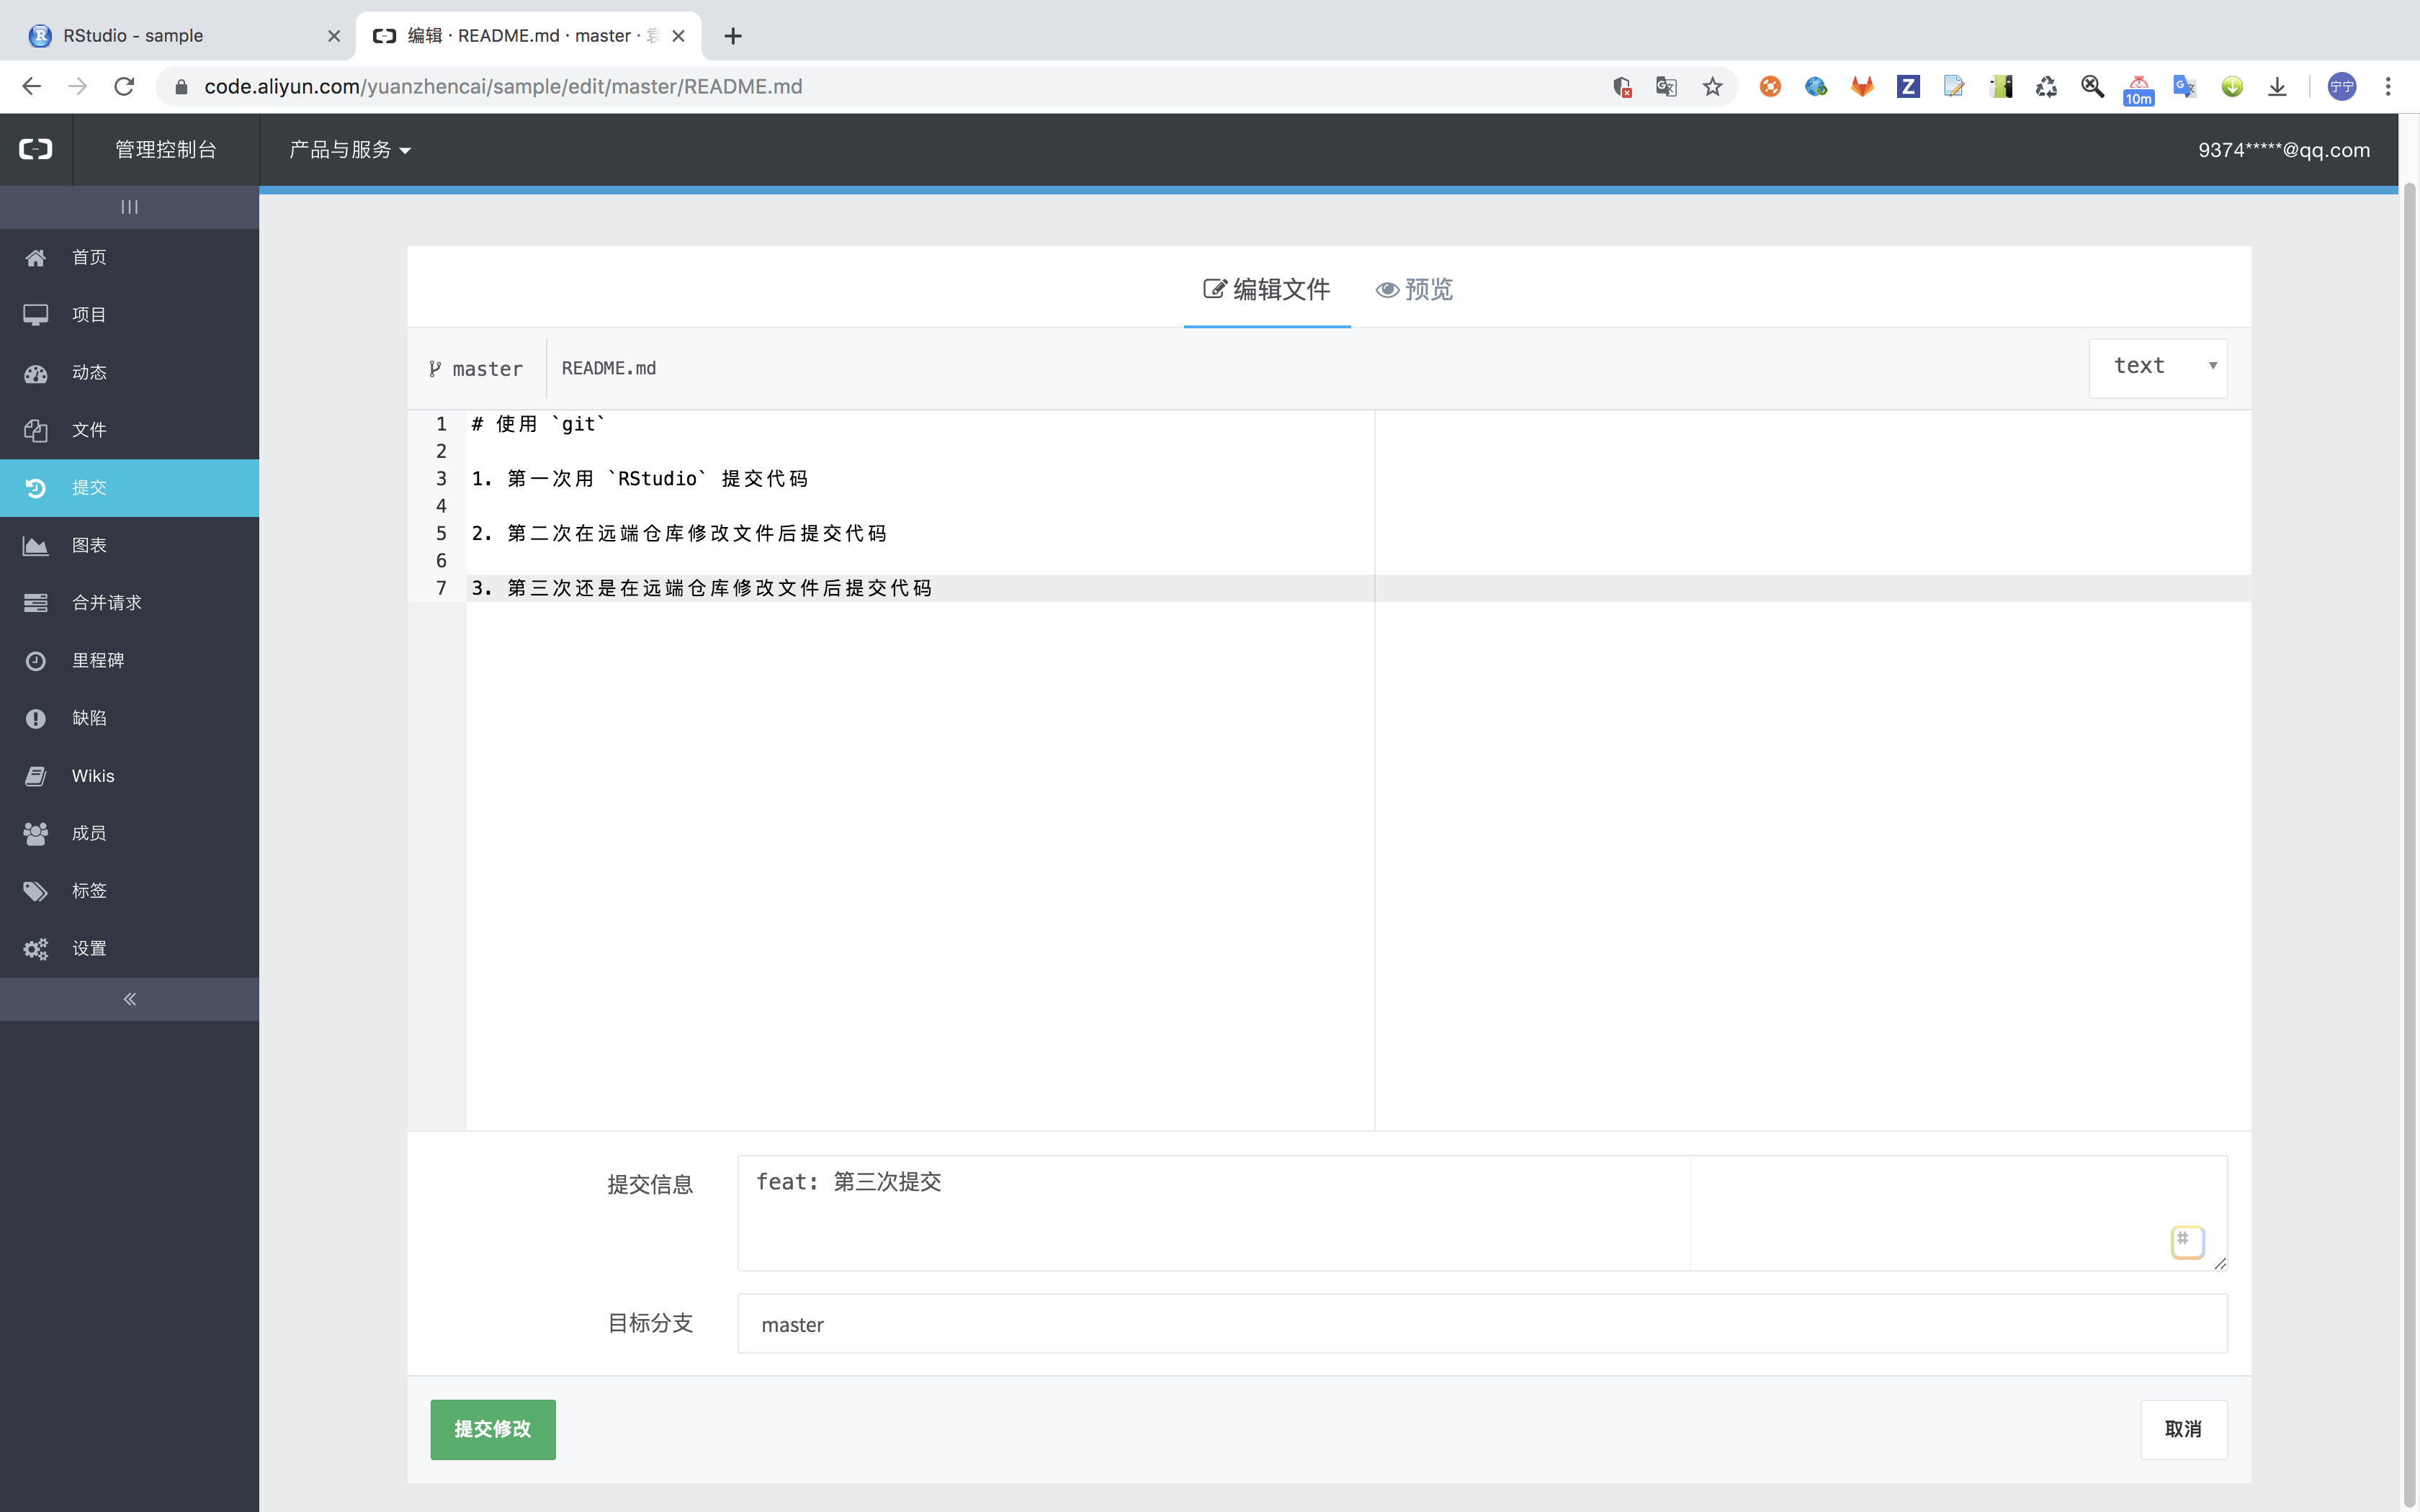 RStudio - sample
编辑 · README.md · master ·
code.aliyun.com/yuanzhencai/sample/edit/master/README.md
10m
宁宁
管理控制台
产品与服务
9374*****@qq.com
首页
项目
动态
文件
提交
图表
合并请求
里程碑
缺陷
Wikis
成员
标签
设置
编辑文件
预览
master
README.md
text
1 # 使用 `git`
2
3 1. 第一次用 `RStudio` 提交代码
4
5 2. 第二次在远端仓库修改文件后提交代码
6
7 3. 第三次还是在远端仓库修改文件后提交代码
提交信息
feat: 第三次提交
#
目标分支
master
提交修改
取消